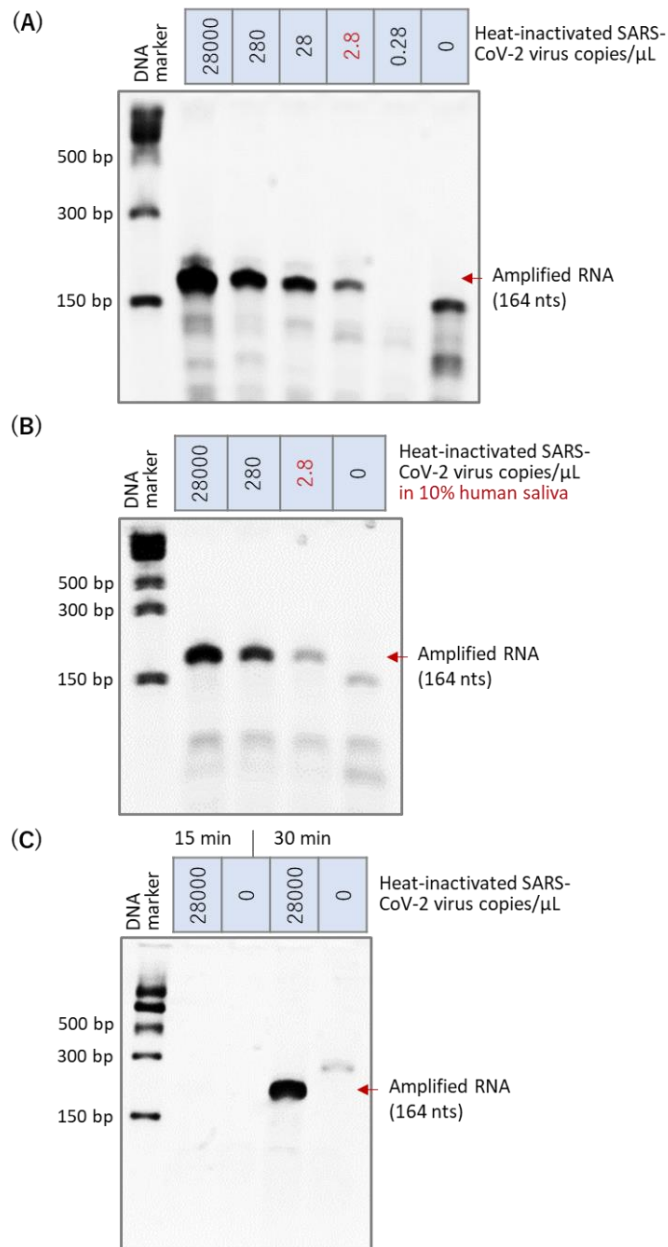 (A)
DNA
marker
28000
280
28
2.8
0.28
0
Heat-inactivated SARS-
CoV-2 virus copies/µL
500 bp
300 bp
150 bp
Amplified RNA
(164 nts)
(B)
DNA
marker
28000
280
2.8
0
Heat-inactivated SARS-
CoV-2 virus copies/µL
in 10% human saliva
500 bp
300 bp
150 bp
Amplified RNA
(164 nts)
(C)
15 min
30 min
DNA
marker
28000
0
28000
0
Heat-inactivated SARS-
CoV-2 virus copies/µL
500 bp
300 bp
150 bp
Amplified RNA
(164 nts)